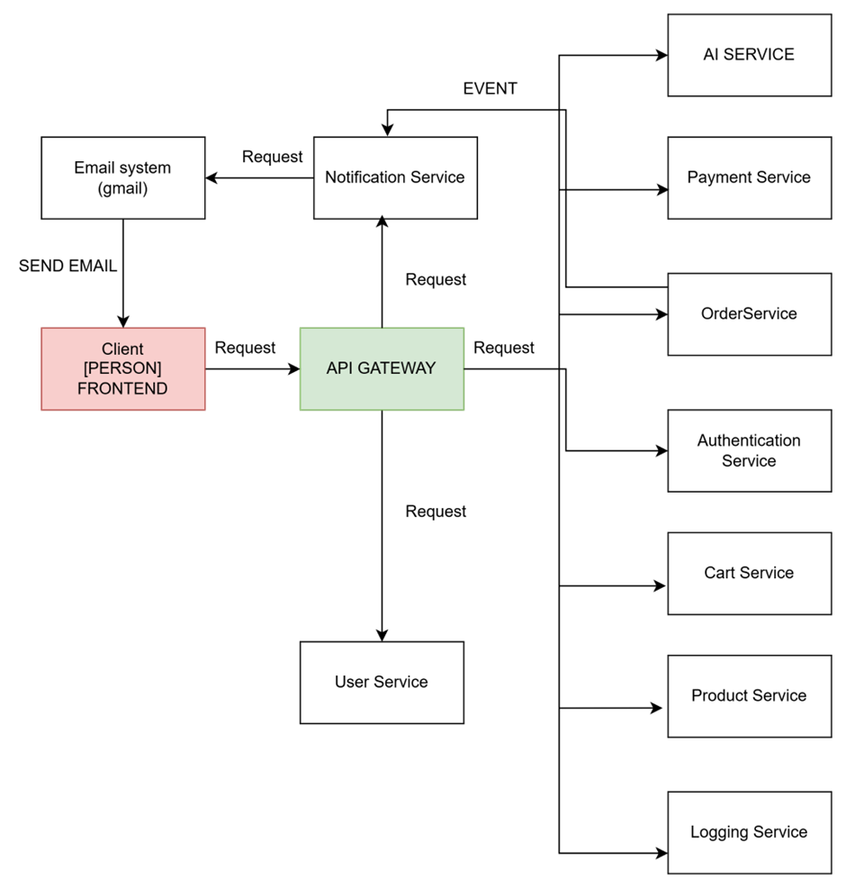 AI SERVICE
EVENT
Email system
(gmail)
Request
Notification Service
Payment Service
SEND EMAIL
Request
OrderService
Client
[PERSON]
FRONTEND
Request
API GATEWAY
Request
Authentication
Service
Request
Cart Service
User Service
Product Service
Logging Service